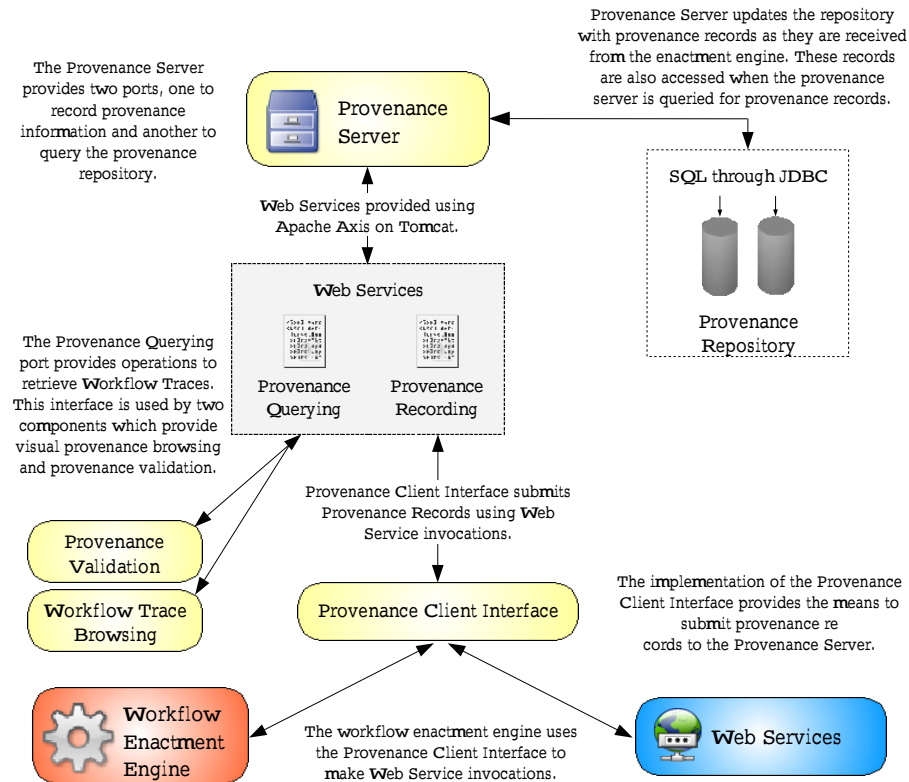 Provenance Server updates the repository
with provenance records as they are received
from the enactment engine. These records
are also accessed when the provenance
server is queried for provenance records.
The Provenance Server
provides two ports, one to
record provenance
information and another to
query the provenance
repository.
Provenance
Server
SQL through JDBC
Provenance
Repository
Web Services provided using
Apache Axis on Tomcat.
Web Services
Provenance
Querying
Provenance
Recording
The Provenance Querying
port provides operations to
retrieve Workflow Traces.
This interface is used by two
components which provide
visual provenance browsing
and provenance validation.
Provenance Client Interface submits
Provenance Records using Web
Service invocations.
Provenance
Validation
Workflow Trace
Browsing
Provenance Client Interface
The implementation of the Provenance
Client Interface provides the means to
submit provenance re
cords to the Provenance Server.
Workflow
Enactment
Engine
The workflow enactment engine uses
the Provenance Client Interface to
make Web Service invocations.
Web Services